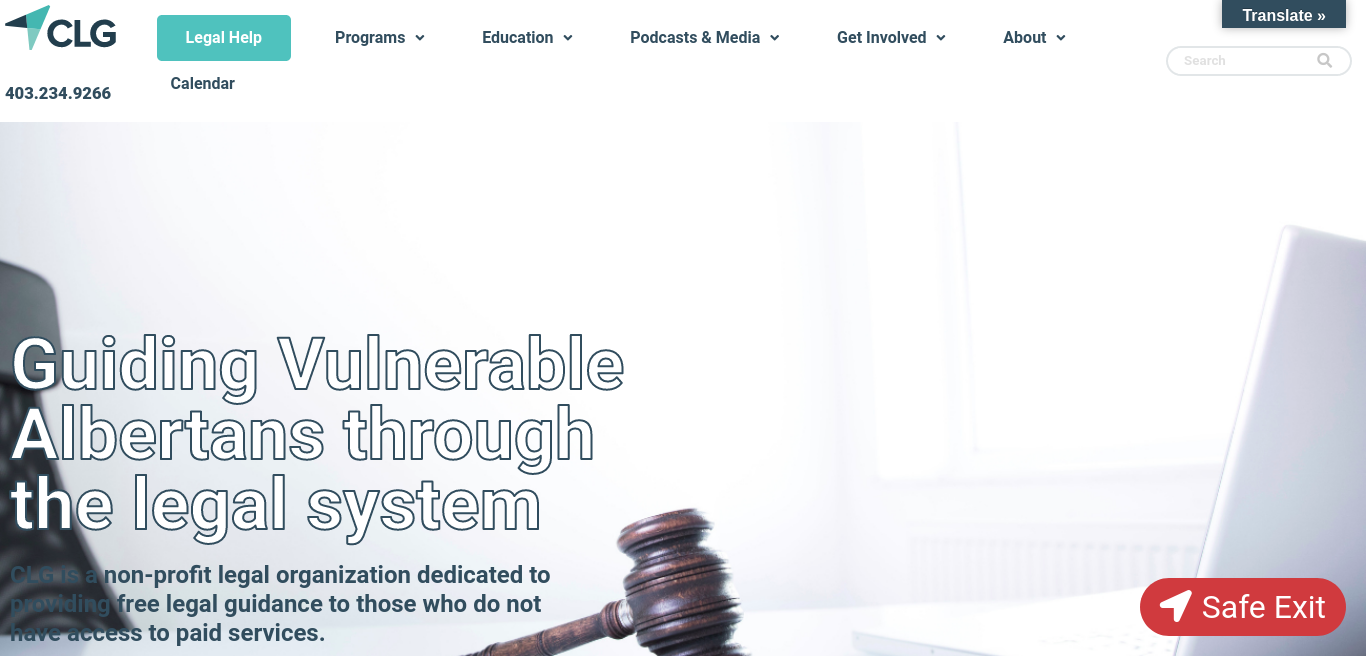 CLG
Legal Help
Programs
Education
Podcasts & Media
Get Involved
About
Translate »
Search
Calendar
403.234.9266
Guiding Vulnerable
Albertans through
the legal system
CLG is a non-profit legal organization dedicated to
providing free legal guidance to those who do not
have access to paid services.
Safe Exit